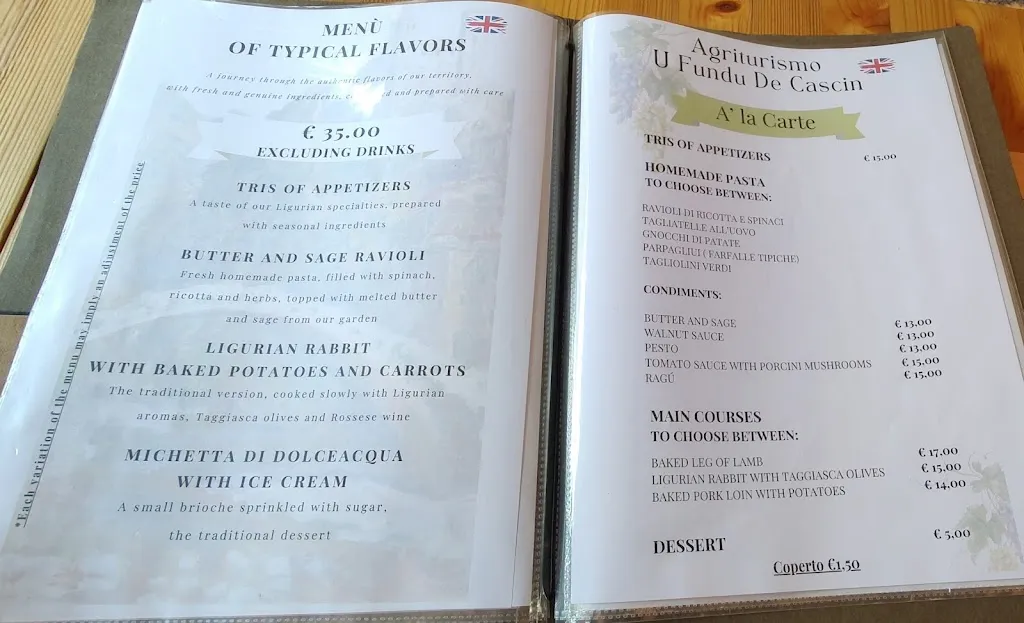 MENÙ
OF TYPICAL FLAVORS
A journey through the authentic flavors of our territory,
with fresh and genuine ingredients, and prepared with care
€ 35.00
EXCLUDING DRINKS
TRIS OF APPETIZERS
A taste of our Ligurian specialties, prepared
with seasonal ingredients
BUTTER AND SAGE RAVIOLI
Fresh homemade pasta, filled with spinach,
ricotta and herbs, topped with melted butter
and sage from our garden
LIGURIAN RABBIT
WITH BAKED POTATOES AND CARROTS
The traditional version, cooked slowly with Ligurian
aromas, Taggiasca olives and Rossese wine
MICHETTA DI DOLCEACQUA
WITH ICE CREAM
A small brioche sprinkled with sugar,
the traditional dessert
*Each variation of the menu may imply an adjustment of the price
Agriturismo
U Fundu De Cascin
A' la Carte
TRIS OF APPETIZERS € 15.00
HOMEMADE PASTA
TO CHOOSE BETWEEN:
RAVIOLI DI RICOTTA E SPINACI
TAGLIATELLE ALL'UOVO
GNOCCHI DI PATATE
PARPAGLIUI ( FARFALLE TIPICHE)
TAGLIOLINI VERDI
CONDIMENTS:
BUTTER AND SAGE € 13,00
WALNUT SAUCE € 13,00
PESTO € 13,00
TOMATO SAUCE WITH PORCINI MUSHROOMS € 15,00
RAGÚ € 15,00
MAIN COURSES
TO CHOOSE BETWEEN:
BAKED LEG OF LAMB € 17,00
LIGURIAN RABBIT WITH TAGGIASCA OLIVES € 15,00
BAKED PORK LOIN WITH POTATOES € 14,00
DESSERT € 5,00
Coperto €1,50